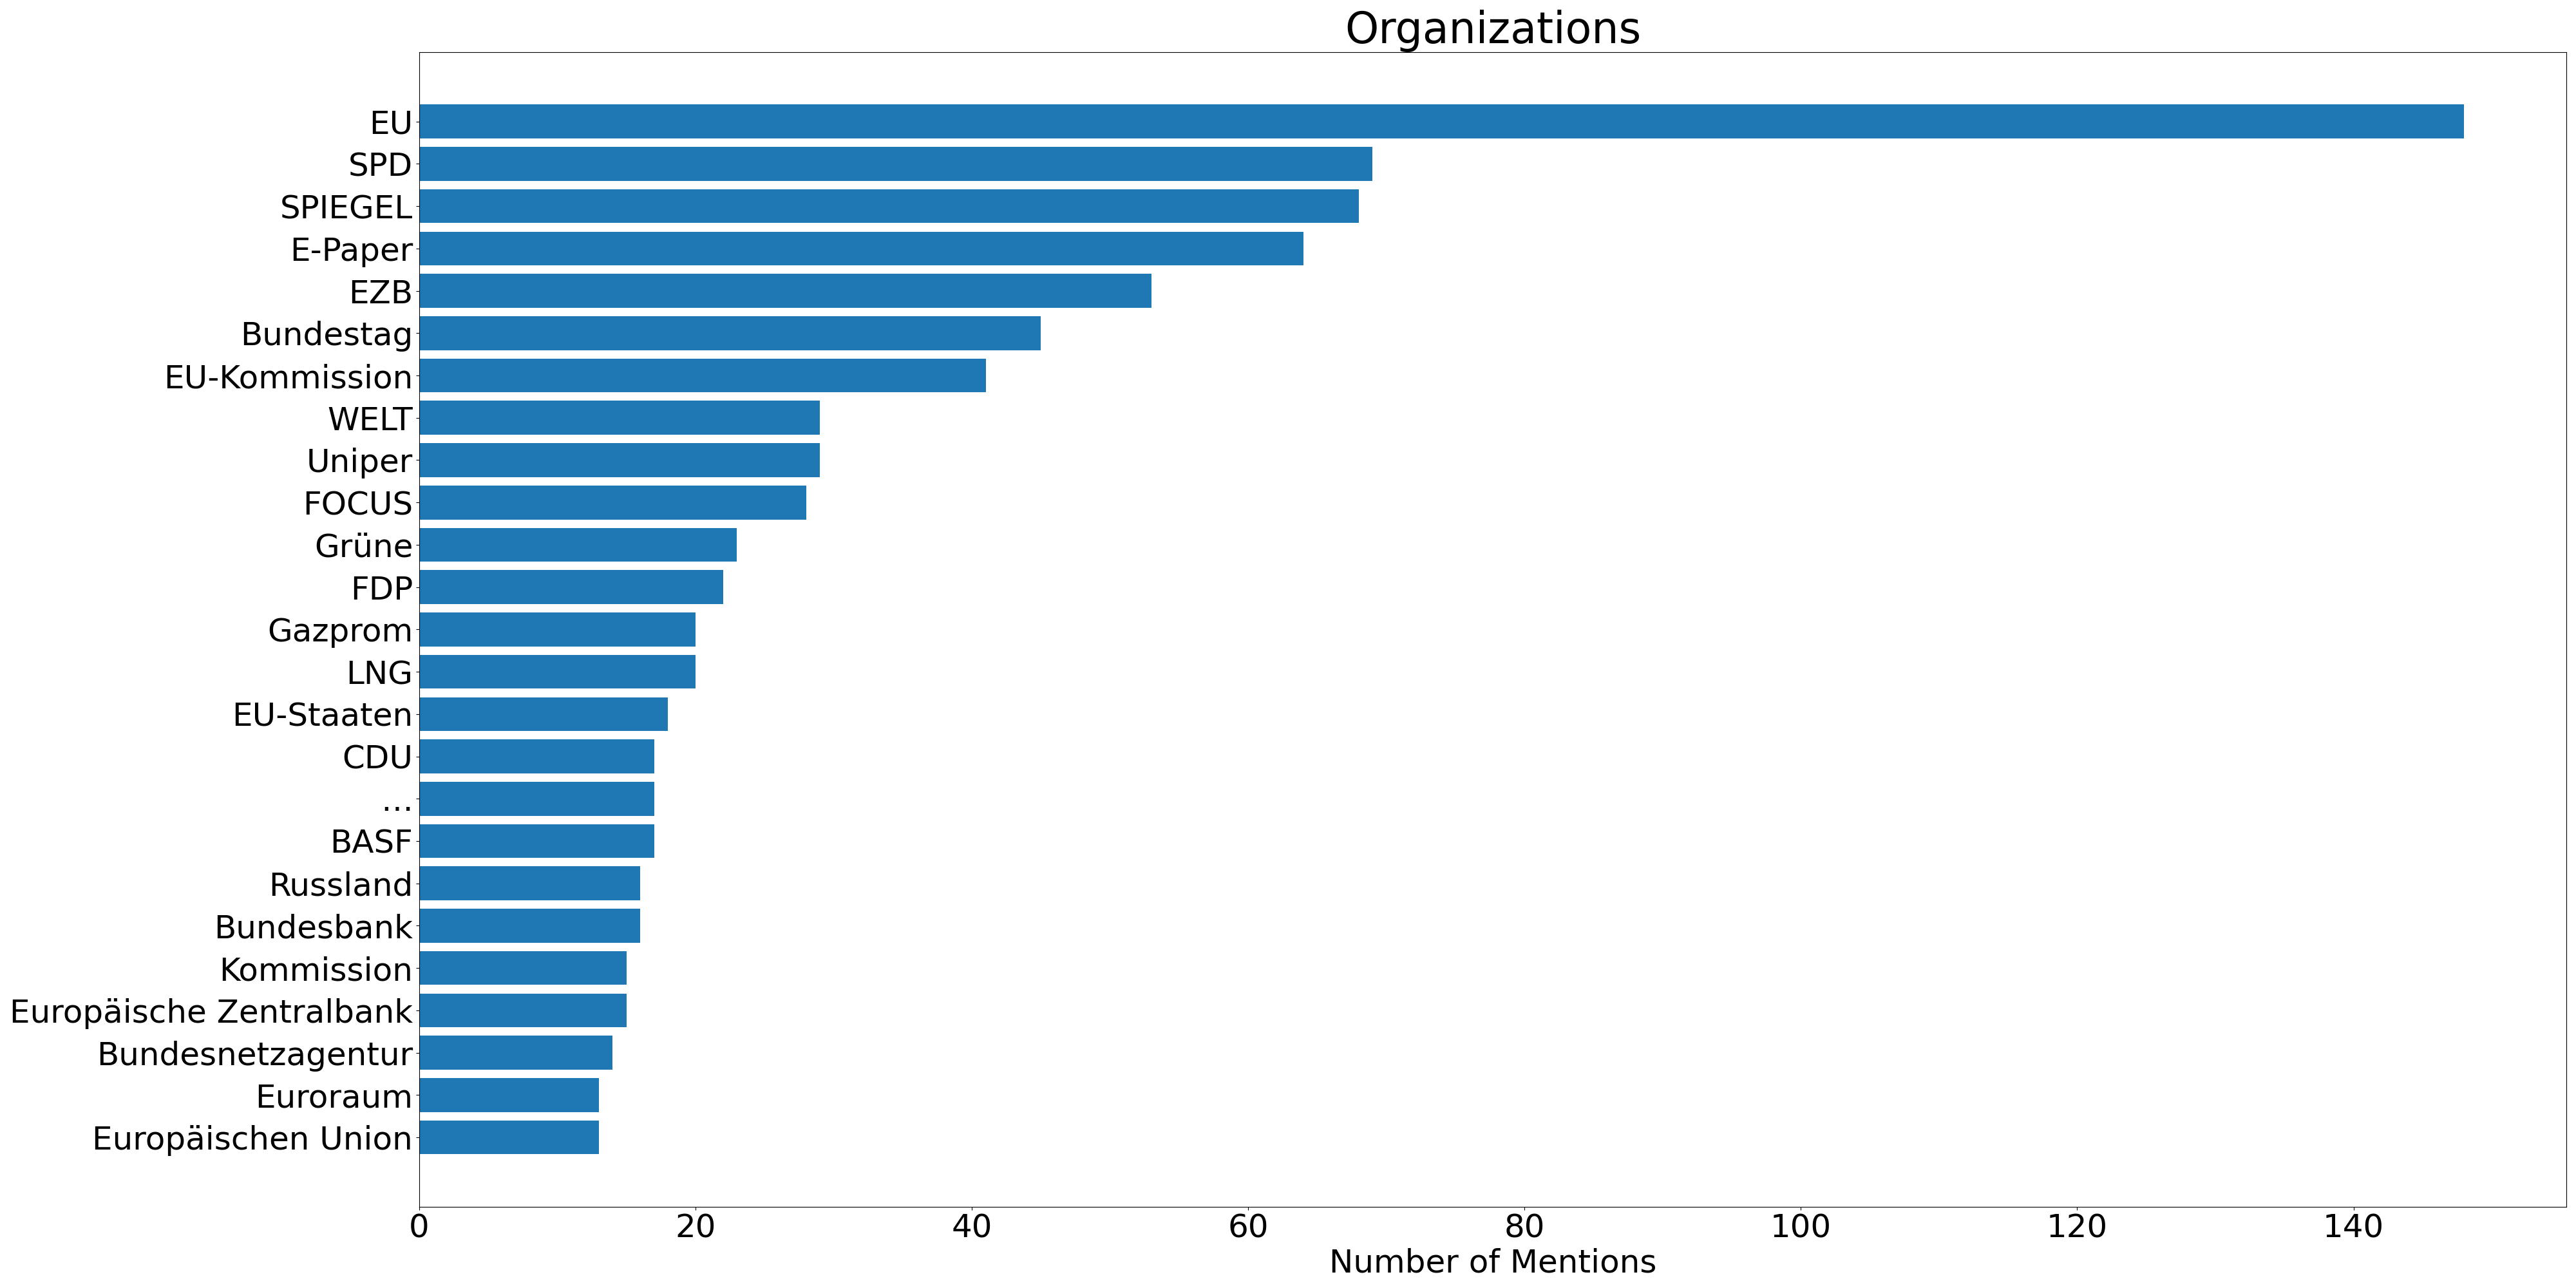 Organizations
EU
SPD
SPIEGEL
E-Paper
EZB
Bundestag
EU-Kommission
WELT
Uniper
FOCUS
Grüne
FDP
Gazprom
LNG
EU-Staaten
CDU
...
BASF
Russland
Bundesbank
Kommission
Europäische Zentralbank
Bundesnetzagentur
Euroraum
Europäischen Union
0 20 40 60 80 100 120 140
Number of Mentions